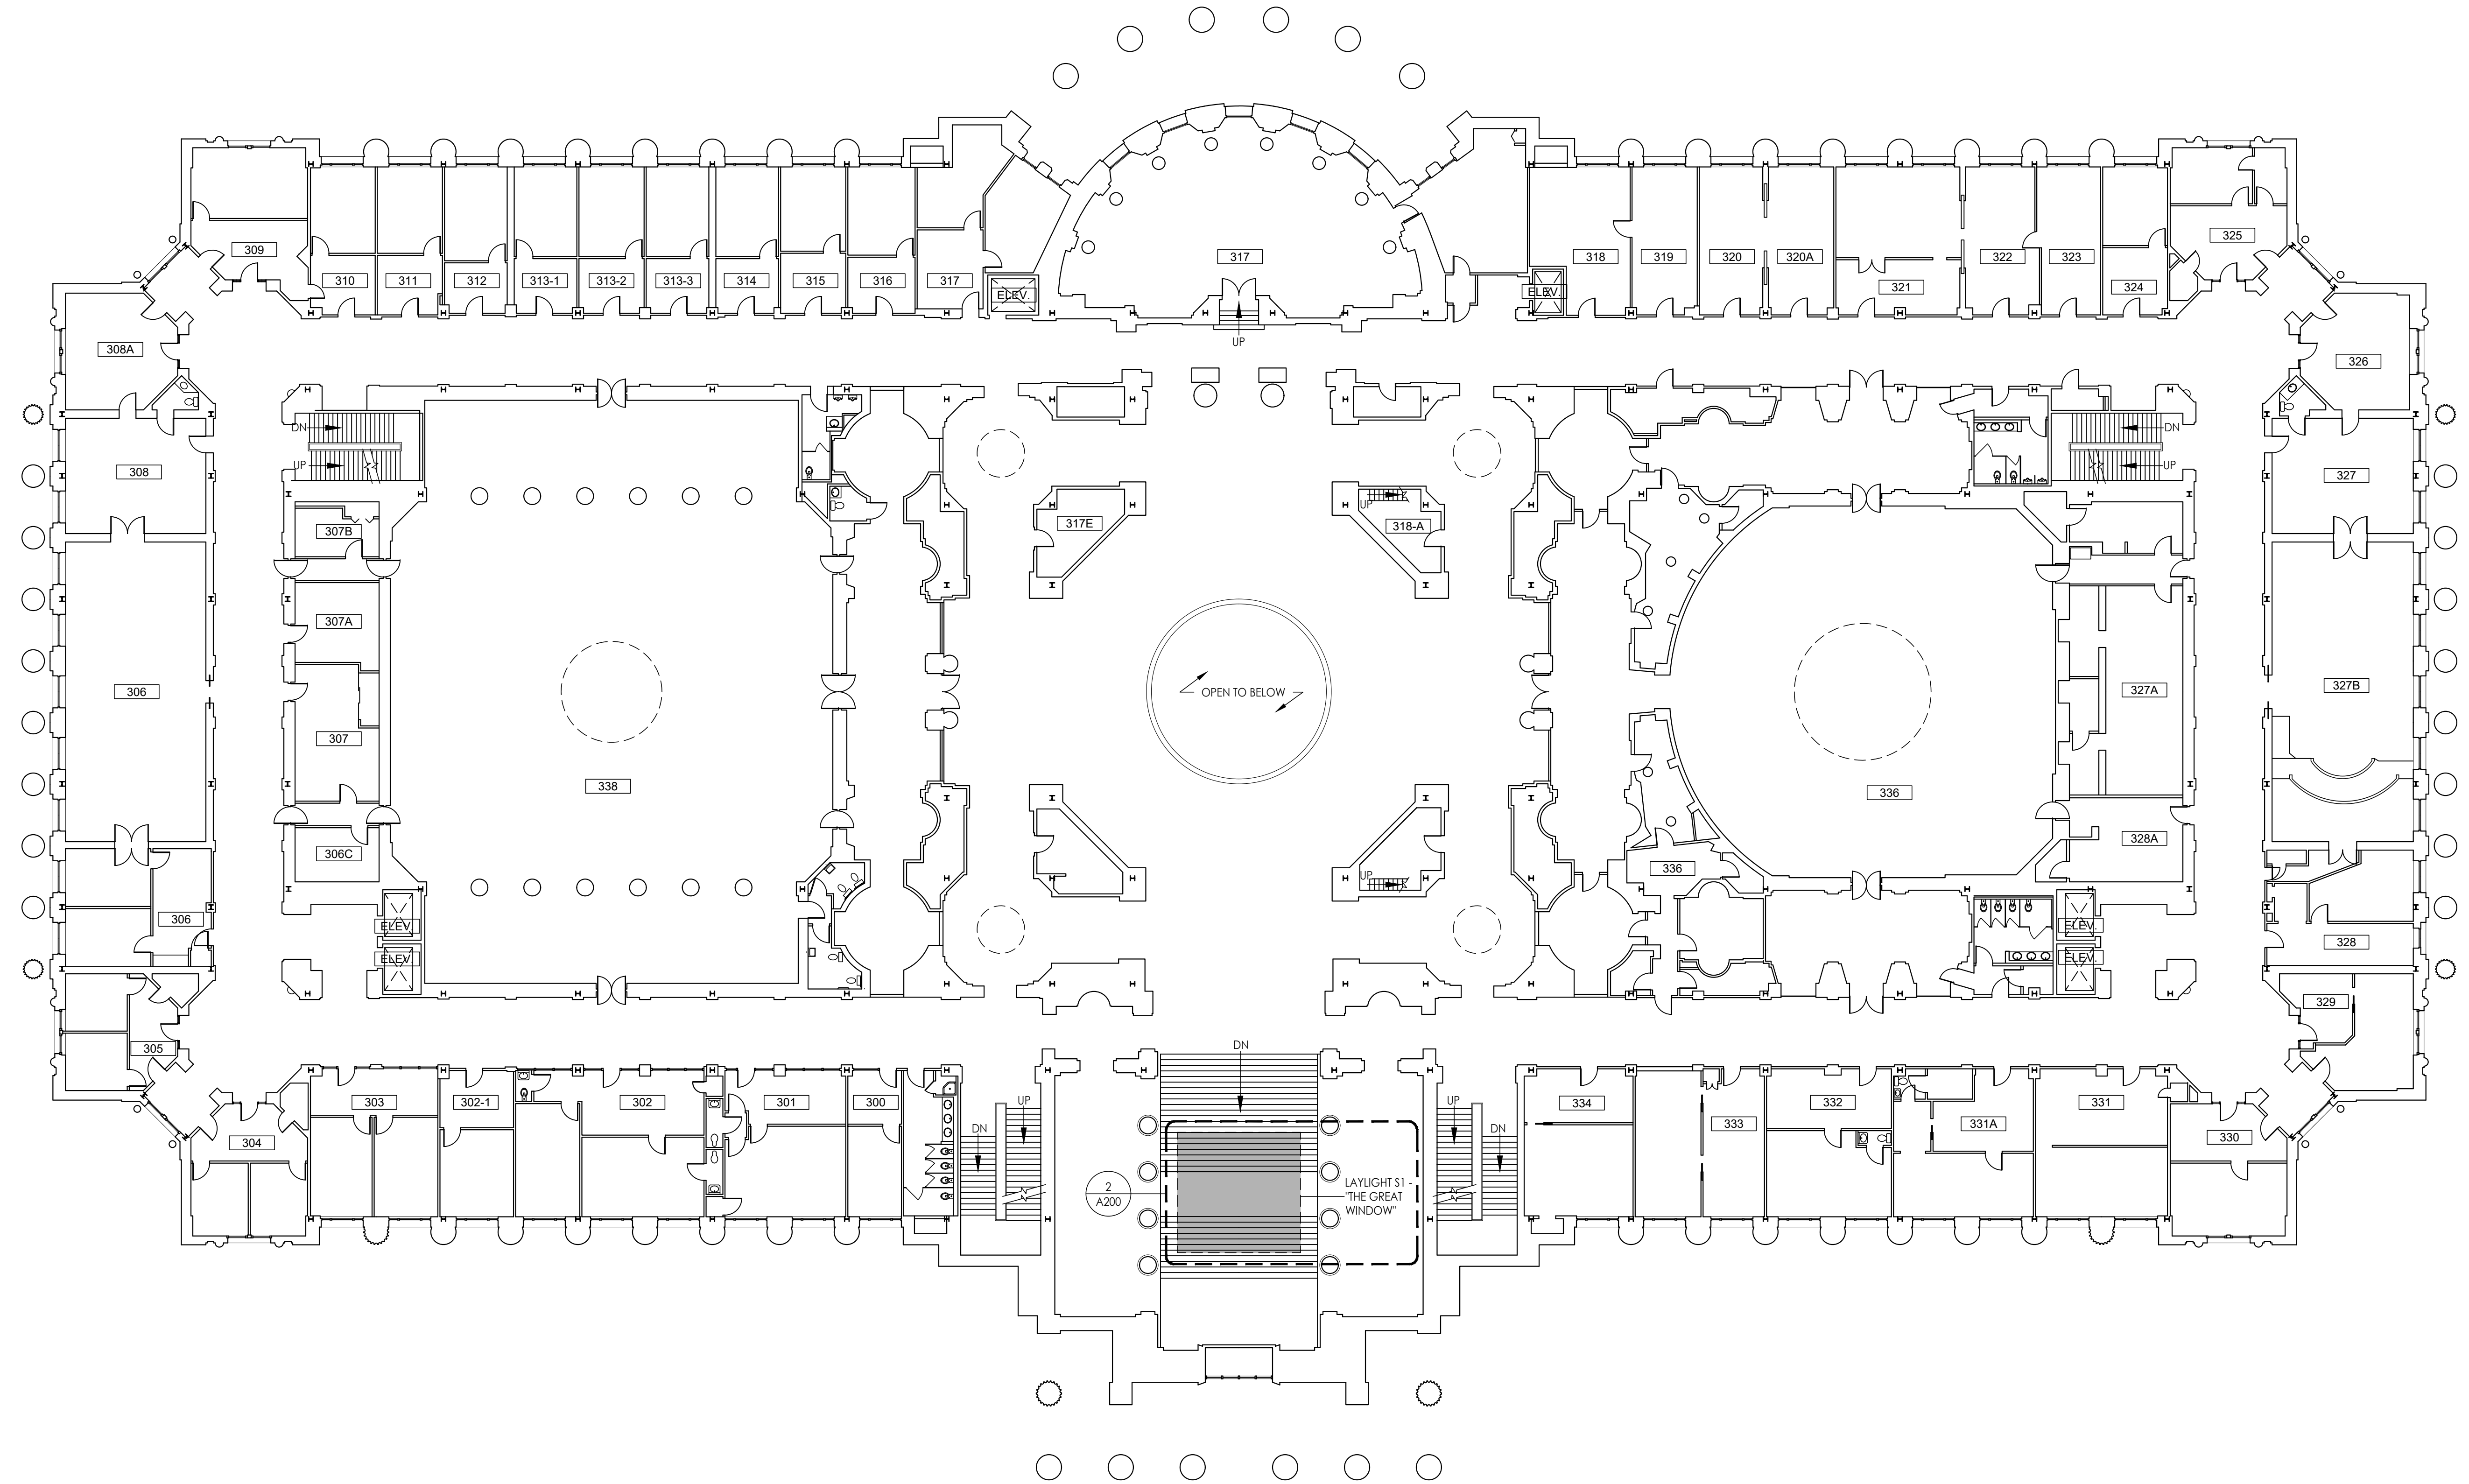 309
310
311
312
313-1
313-2
313-3
314
315
316
317
ELEV.
317
UP
318
ELEV.
319
320
320A
321
322
323
324
325
308A
326
DN
UP
308
307B
317E
UP
318-A
DN
UP
327
307A
306
307
338
OPEN TO BELOW
336
327A
327B
306C
306
ELEV.
ELEV.
UP
336
328A
ELEV.
ELEV.
328
329
305
304
303
302-1
302
301
300
DN
UP
DN
2
A200
LAYLIGHT S1 -
"THE GREAT
WINDOW"
UP
DN
334
333
332
331A
331
330